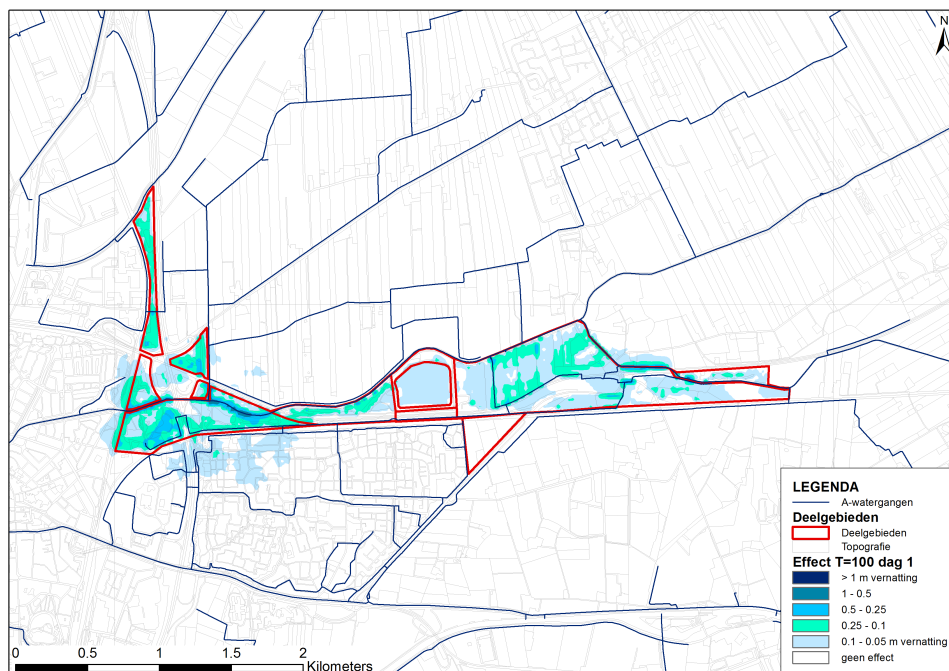 N
LEGENDA
A-watergangen
Deelgebieden
Deelgebieden
Topografie
Effect T=100 dag 1
> 1 m vernatting
1 - 0.5
0.5 - 0.25
0.25 - 0.1
0.1 - 0.05 m vernatting
geen effect
0 0.5 1 1.5 2
Kilometers